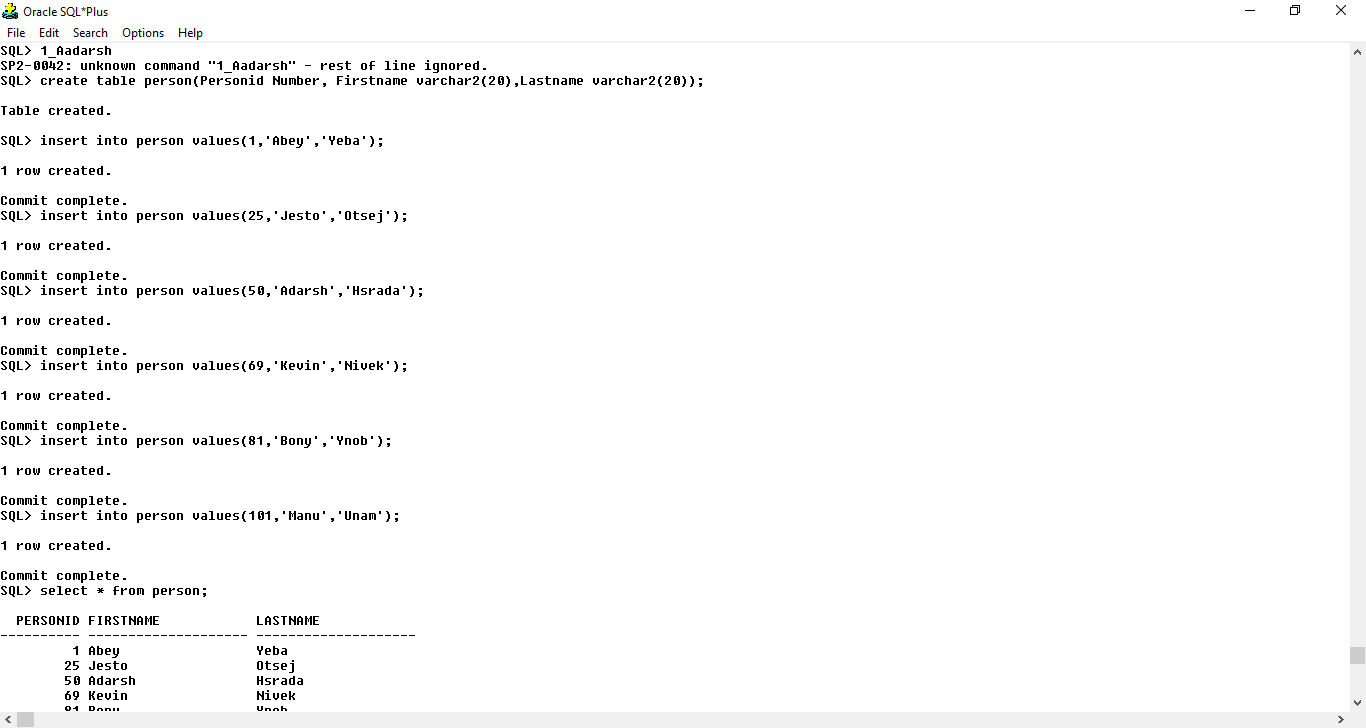 Oracle SQL*Plus
File Edit Search Options Help
SQL> 1_Aadarsh
SP2-0042: unknown command "1_Aadarsh" - rest of line ignored.
SQL> create table person(Personid Number, Firstname varchar2(20),Lastname varchar2(20));
Table created.
SQL> insert into person values(1,'Abey','Yeba');
1 row created.
Commit complete.
SQL> insert into person values(25,'Jesto','Otsej');
1 row created.
Commit complete.
SQL> insert into person values(50,'Adarsh','Hsrada');
1 row created.
Commit complete.
SQL> insert into person values(69,'Kevin','Nivek');
1 row created.
Commit complete.
SQL> insert into person values(81,'Bony','Ynob');
1 row created.
Commit complete.
SQL> insert into person values(101,'Manu','Unam');
1 row created.
Commit complete.
SQL> select * from person;
PERSONID FIRSTNAME LASTNAME
---------- -------------------- --------------------
1 Abey Yeba
25 Jesto Otsej
50 Adarsh Hsrada
69 Kevin Nivek
81 Bony Ynob